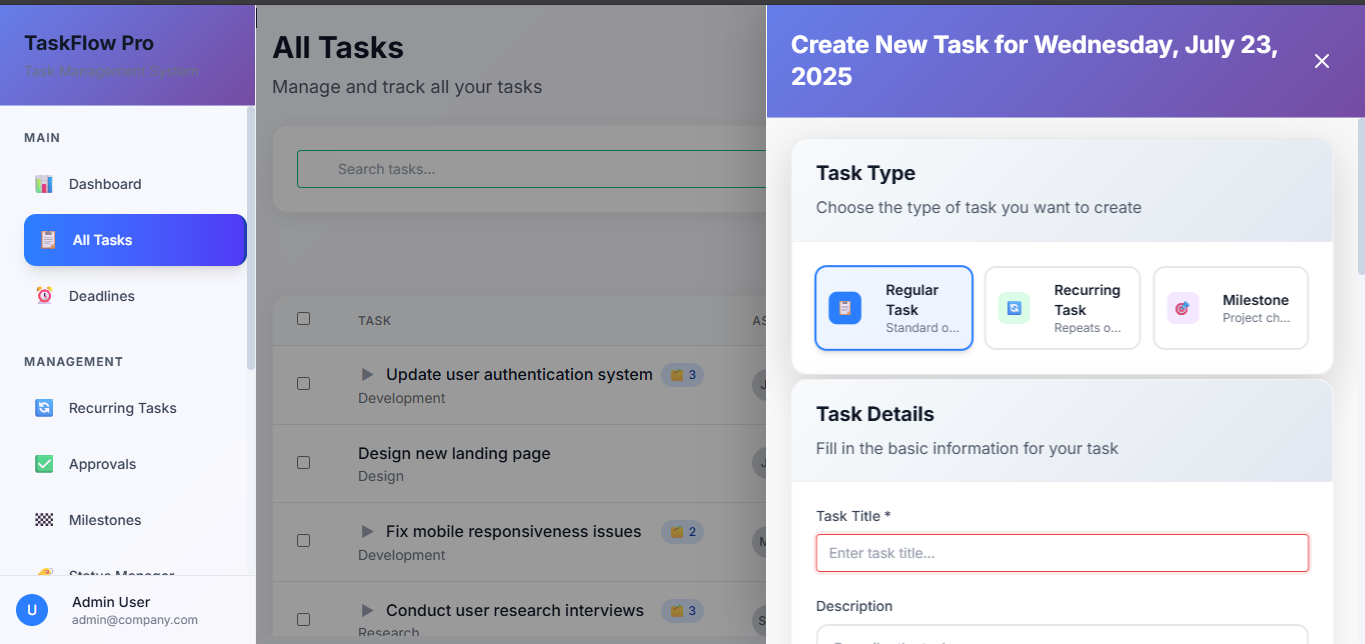 TaskFlow Pro
Task Management System
MAIN
Dashboard
All Tasks
Deadlines
MANAGEMENT
Recurring Tasks
Approvals
Milestones
Status Manager
U
Admin User
admin@company.com
All Tasks
Manage and track all your tasks
Search tasks...
TASK
AS
Update user authentication system 3
Development
Design new landing page
Design
Fix mobile responsiveness issues 2
Development
Conduct user research interviews 3
Research
Create New Task for Wednesday, July 23,
2025
Task Type
Choose the type of task you want to create
Regular
Task
Standard o...
Recurring
Task
Repeats o...
Milestone
Project ch...
Task Details
Fill in the basic information for your task
Task Title *
Enter task title...
Description